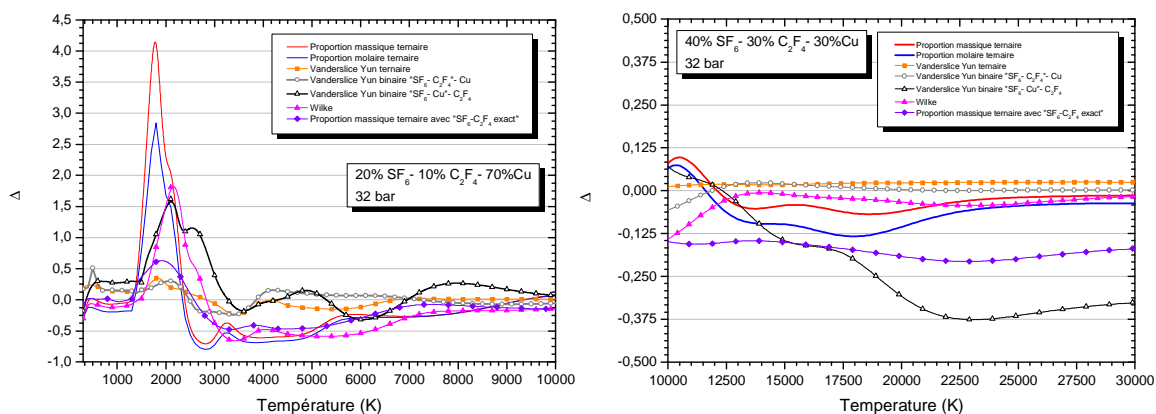 4,5
4,0
3,5
3,0
2,5
2,0
1,5
1,0
0,5
0,0
-0,5
-1,0
Δ
Proportion massique ternaire
Proportion molaire ternaire
Vanderslice Yun ternaire
Vanderslice Yun binaire "SF6- C2F4"- Cu
Vanderslice Yun binaire "SF6- Cu"- C2F4
Wilke
Proportion massique ternaire avec "SF6-C2F4 exact"
20% SF6- 10% C2F4- 70%Cu
32 bar
1000 2000 3000 4000 5000 6000 7000 8000 9000 10000
Température (K)
0,500
0,375
0,250
0,125
0,000
-0,125
-0,250
-0,375
-0,500
Δ
40% SF6- 30% C2F4- 30%Cu
32 bar
Proportion massique ternaire
Proportion molaire ternaire
Vanderslice Yun ternaire
Vanderslice Yun binaire "SF6- C2F4"- Cu
Vanderslice Yun binaire "SF6- Cu"- C2F4
Wilke
Proportion massique ternaire avec "SF6-C2F4 exact"
10000 12500 15000 17500 20000 22500 25000 27500 30000
Temperature (K)